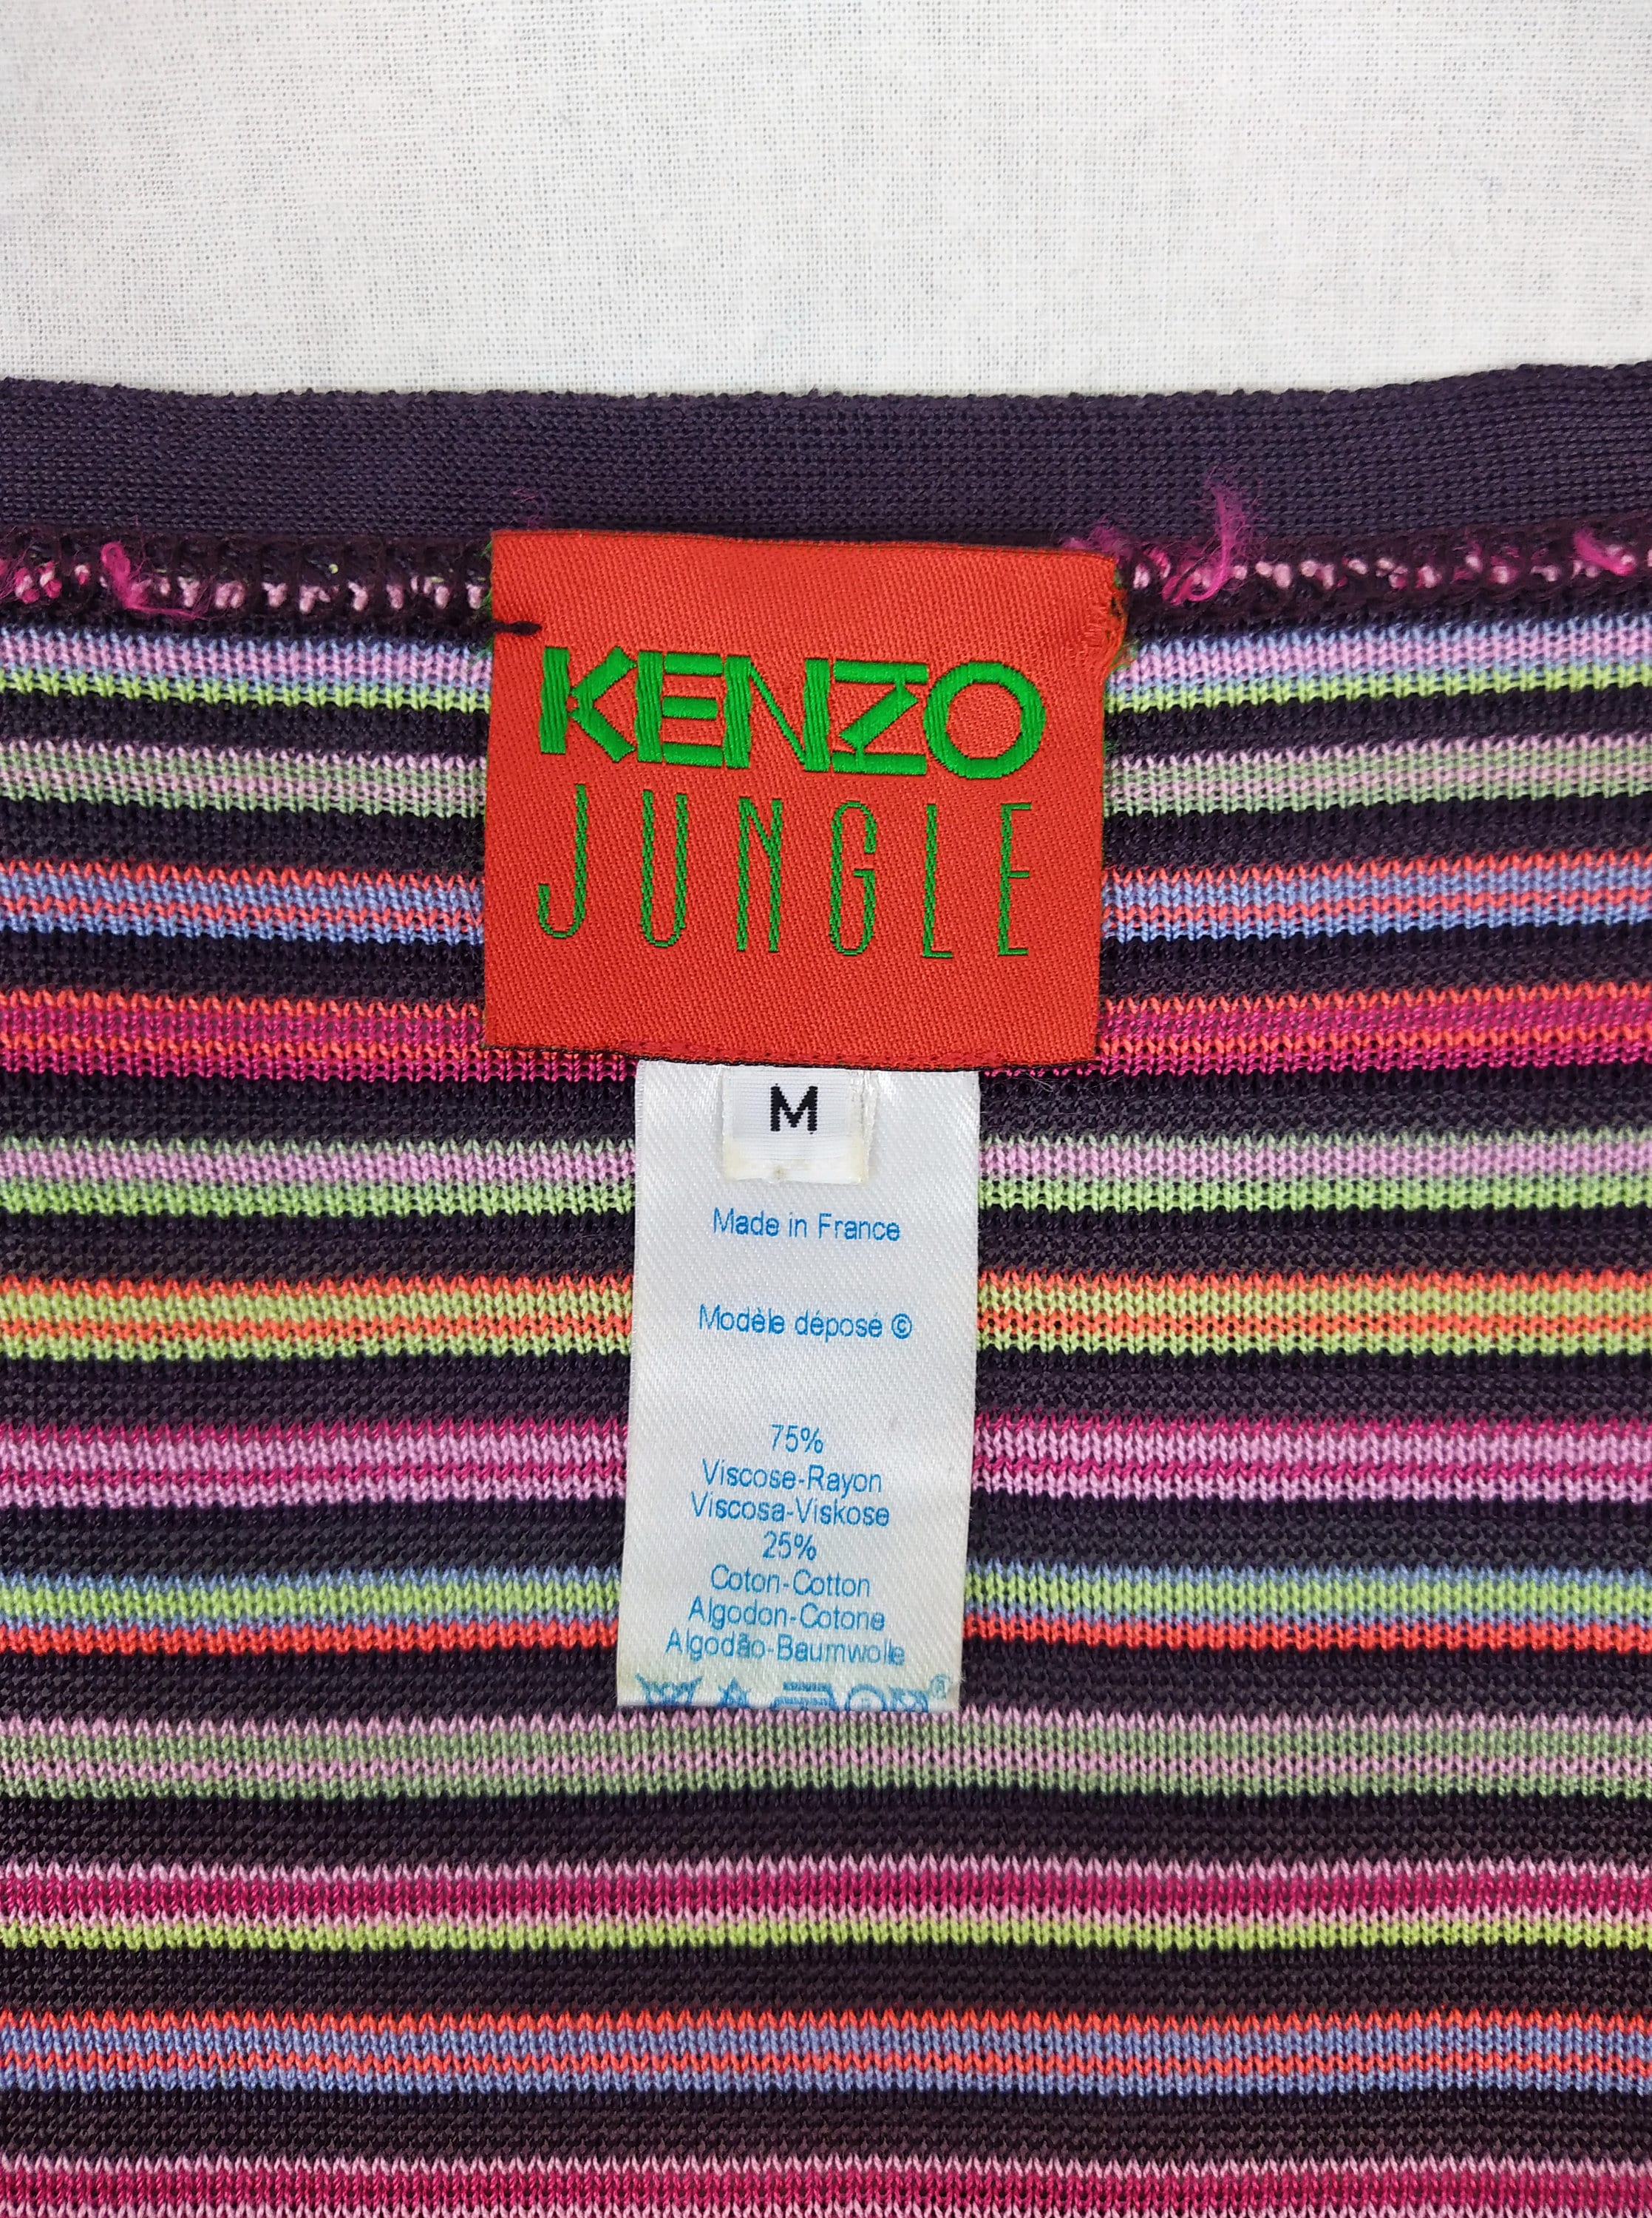 KENZO
JUNGLE
M
Made in France
Modèle déposé ©
75%
Viscose-Rayon
Viscosa-Viskose
25%
Coton-Cotton
Algodon-Cotone
Algodão-Baumwolle
®